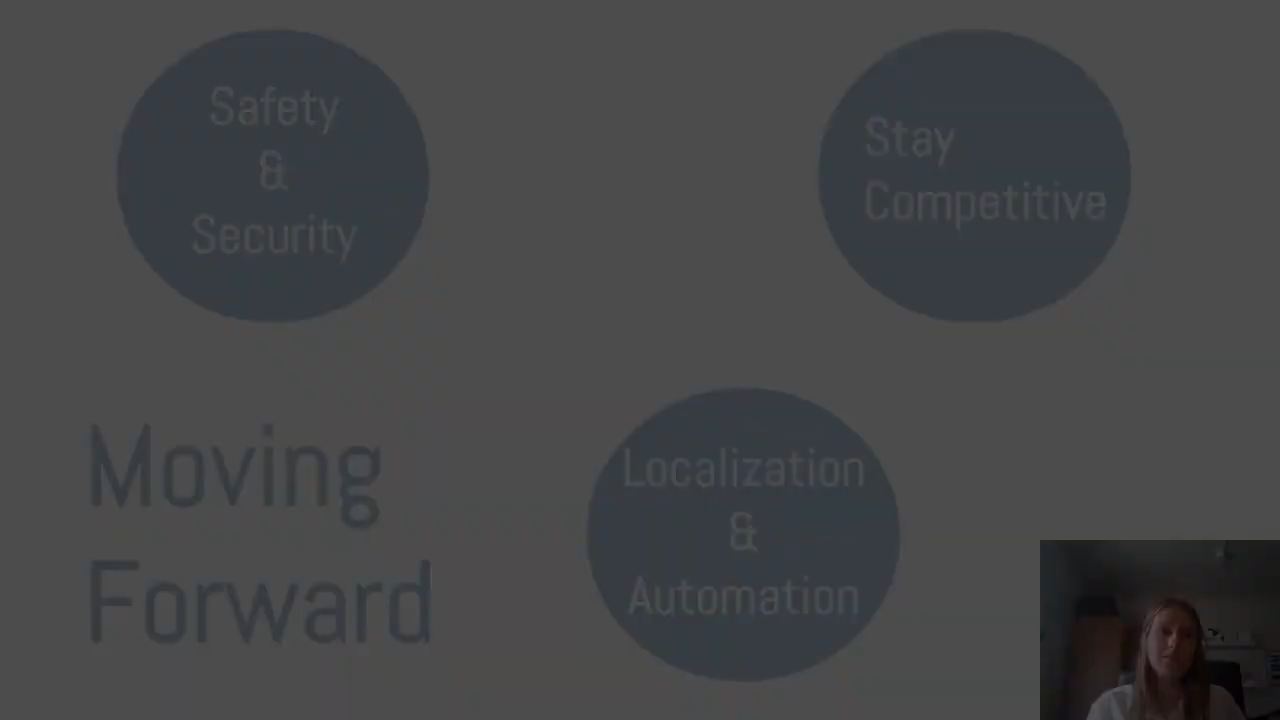 Safety
&
Security
Stay
Competitive
Moving
Forward
Localization
&
Automation